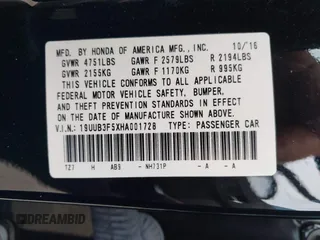 MFD. BY HONDA OF AMERICA MFG., INC. 10/16
GVWR 4751LBS GAWR F 2579LBS R 2194LBS
GVWR 2155KG GAWR F 1170KG R 995KG
THIS VEHICLE CONFORMS TO ALL APPLICABLE
FEDERAL MOTOR VEHICLE SAFETY, BUMPER,
AND THEFT PREVENTION STANDARDS IN
EFFECT ON THE DATE OF MANUFACTURE
SHOWN ABOVE.
V.I.N.: 19UUB3F5XHA001728 TYPE: PASSENGER CAR
T27 H AB9 - NH731P - A - A
DREAMBID